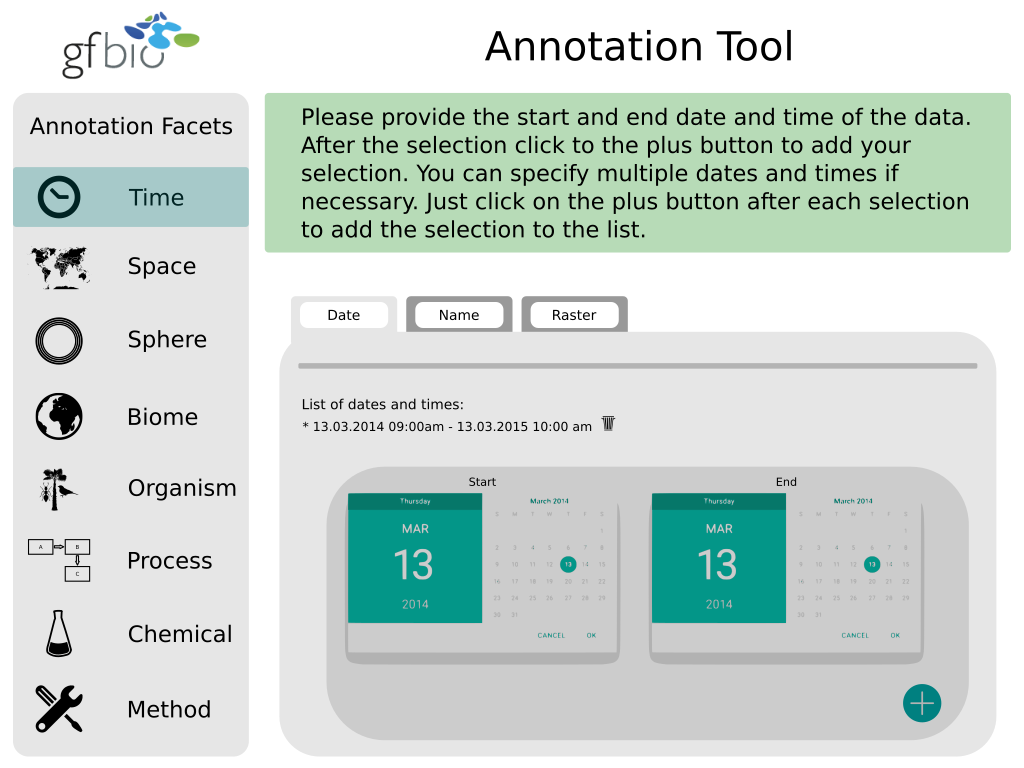 gfbio
Annotation Tool
Annotation Facets
Time
Space
Sphere
Biome
Organism
Process
A
B
C
Chemical
Method
Please provide the start and end date and time of the data.
After the selection click to the plus button to add your
selection. You can specify multiple dates and times if
necessary. Just click on the plus button after each selection
to add the selection to the list.
Date
Name
Raster
List of dates and times:
* 13.03.2014 09:00am - 13.03.2015 10:00 am
Start
Thursday
MAR
13
2014
March 2014
S M T W T F S
1
2 3 4 5 6 7 8
9 10 11 12 13 14 15
16 17 18 19 20 21 22
23 24 25 26 27 28 29
30 31
CANCEL OK
End
Thursday
MAR
13
2014
March 2014
S M T W T F S
1
2 3 4 5 6 7 8
9 10 11 12 13 14 15
16 17 18 19 20 21 22
23 24 25 26 27 28 29
30 31
CANCEL OK